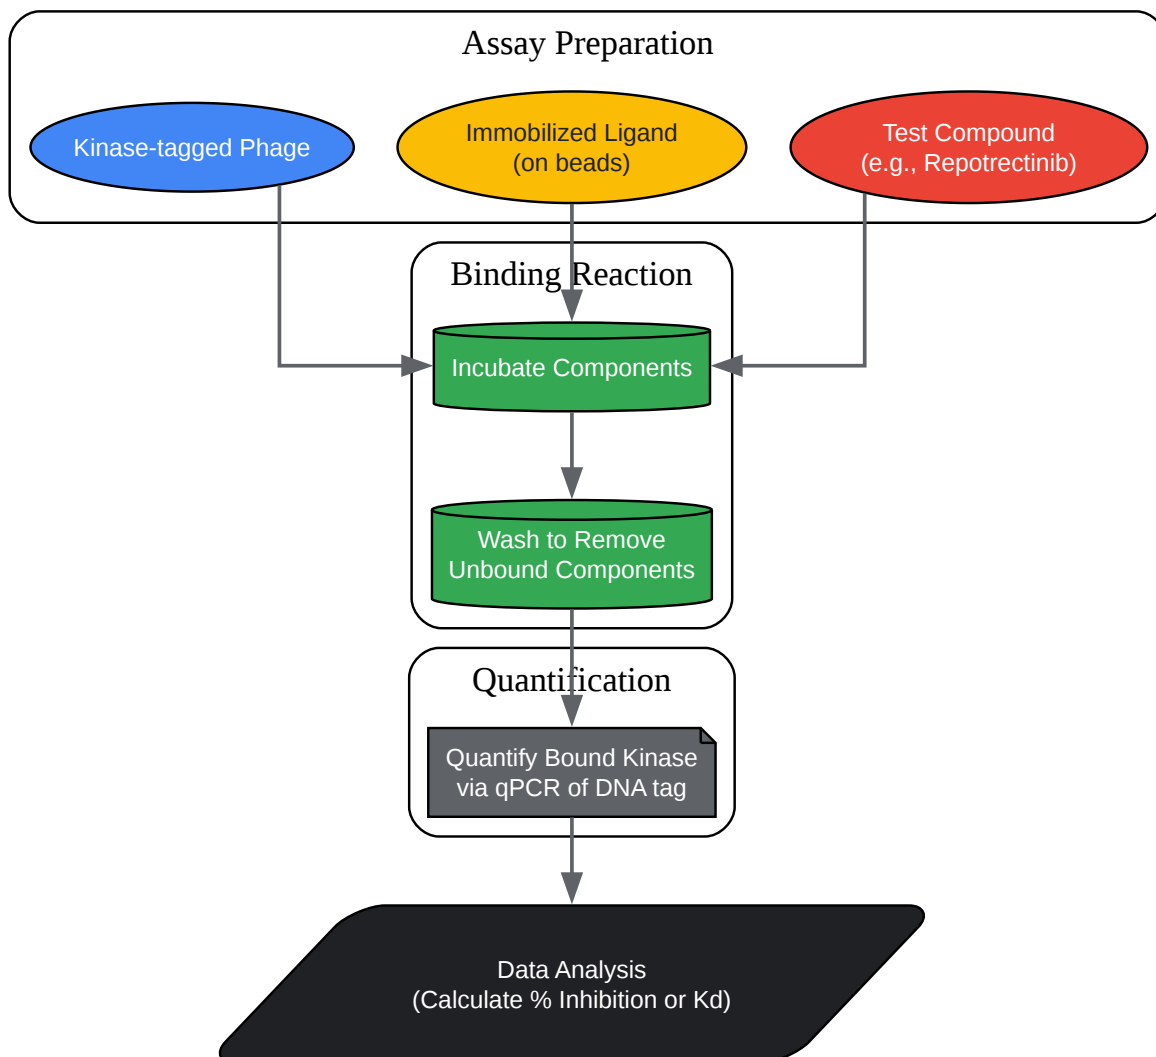 Assay Preparation
Kinase-tagged Phage
Immobilized Ligand
(on beads)
Test Compound
(e.g., Repotrectinib)
Binding Reaction
Incubate Components
Wash to Remove
Unbound Components
Quantification
Quantify Bound Kinase
via qPCR of DNA tag
Data Analysis
(Calculate % Inhibition or Kd)